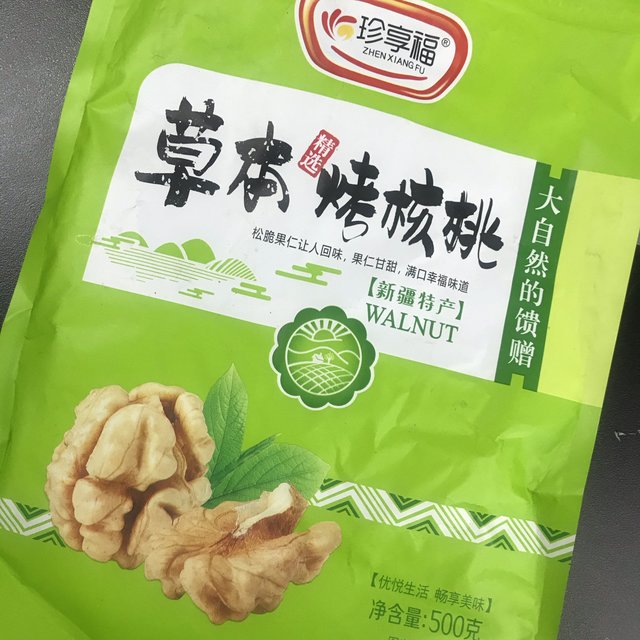 珍享福®
ZHEN XIANG FU
草本 精选 烤核桃
松脆果仁让人回味,果仁甘甜,满口幸福味道
【新疆特产】
WALNUT
大自然的馈赠
【优悦生活 畅享美味】
净含量:500克